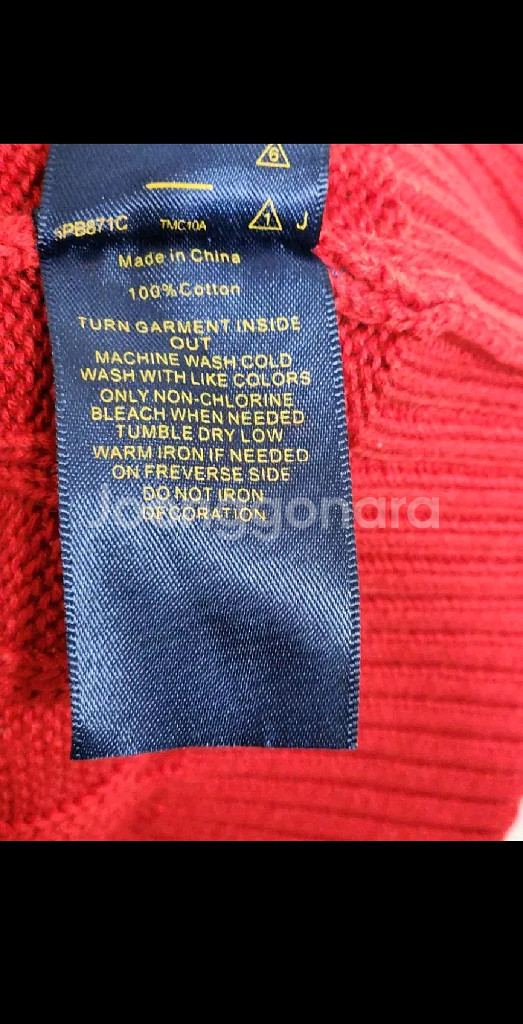 6
6PB871C TMC10A 1 J
Made in China
100% Cotton
TURN GARMENT INSIDE
OUT
MACHINE WASH COLD
WASH WITH LIKE COLORS
ONLY NON-CHLORINE
BLEACH WHEN NEEDED
TUMBLE DRY LOW
WARM IRON IF NEEDED
ON FREVERSE SIDE
DO NOT IRON
DECORATION
Joonggonara